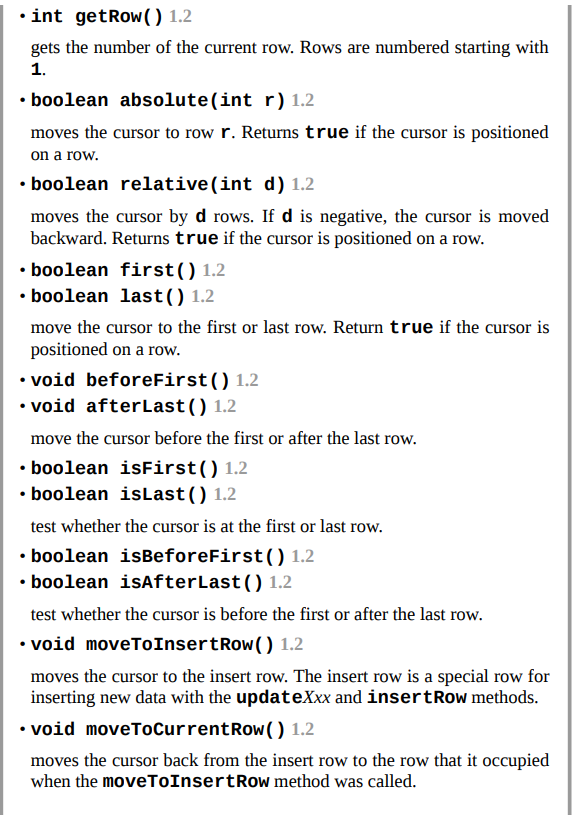 • int getRow() 1.2
gets the number of the current row. Rows are numbered starting with
1.
• boolean absolute(int r) 1.2
moves the cursor to row r. Returns true if the cursor is positioned
on a row.
• boolean relative(int d) 1.2
moves the cursor by d rows. If d is negative, the cursor is moved
backward. Returns true if the cursor is positioned on a row.
• boolean first() 1.2
• boolean last() 1.2
move the cursor to the first or last row. Return true if the cursor is
positioned on a row.
• void beforeFirst() 1.2
• void afterLast() 1.2
move the cursor before the first or after the last row.
• boolean isFirst() 1.2
• boolean isLast() 1.2
test whether the cursor is at the first or last row.
• boolean isBeforeFirst() 1.2
• boolean isAfterLast() 1.2
test whether the cursor is before the first or after the last row.
• void moveToInsertRow() 1.2
moves the cursor to the insert row. The insert row is a special row for
inserting new data with the updateXxx and insertRow methods.
• void moveToCurrentRow() 1.2
moves the cursor back from the insert row to the row that it occupied
when the moveToInsertRow method was called.